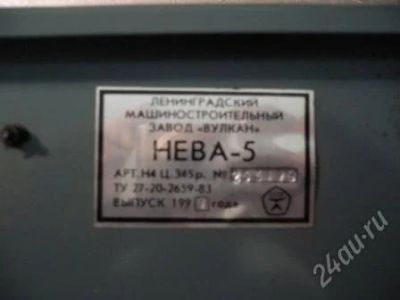 ЛЕНИНГРАДСКИЙ
МАШИНОСТРОИТЕЛЬНЫЙ
ЗАВОД «ВУЛКАН»
НЕВА-5
АРТ. Н4 Ц. 345 р. №
ТУ 27-20-2659-83
ВЫПУСК 199 года
24au.ru